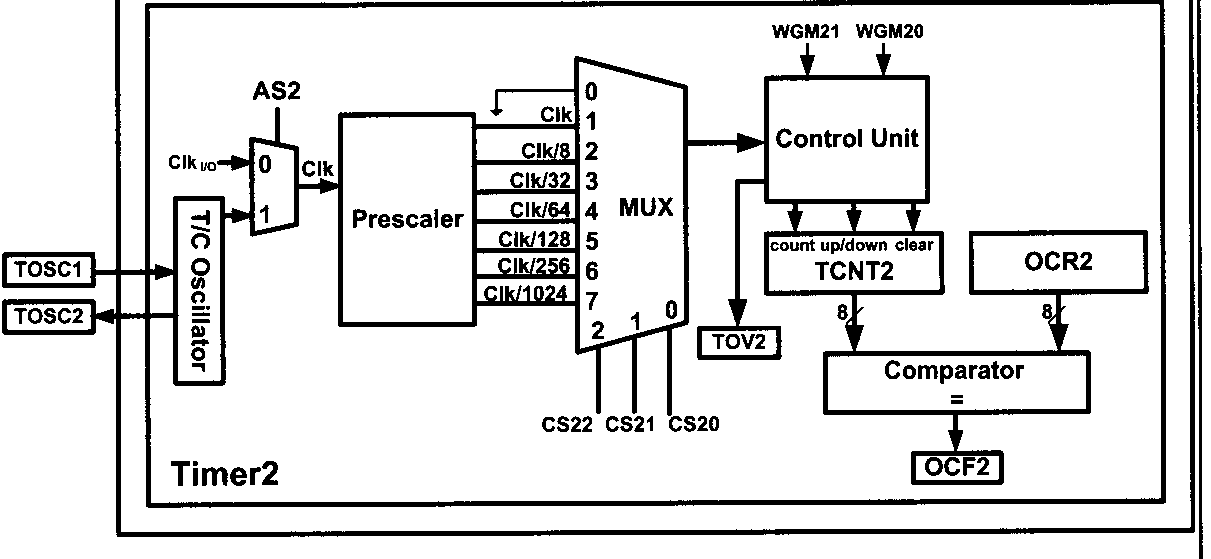 WGM21 WGM20
AS2
0
Clk
1
Control Unit
Clk I/O
0
Clk
Clk/8
2
Clk/32
3
1
Prescaler
Clk/64
4
MUX
T/C Oscillator
Clk/128
5
count up/down clear
TCNT2
OCR2
TOSC1
Clk/256
6
Clk/1024
7
TOSC2
2
1
0
8
8
TOV2
Comparator
=
CS22 CS21 CS20
Timer2
OCF2